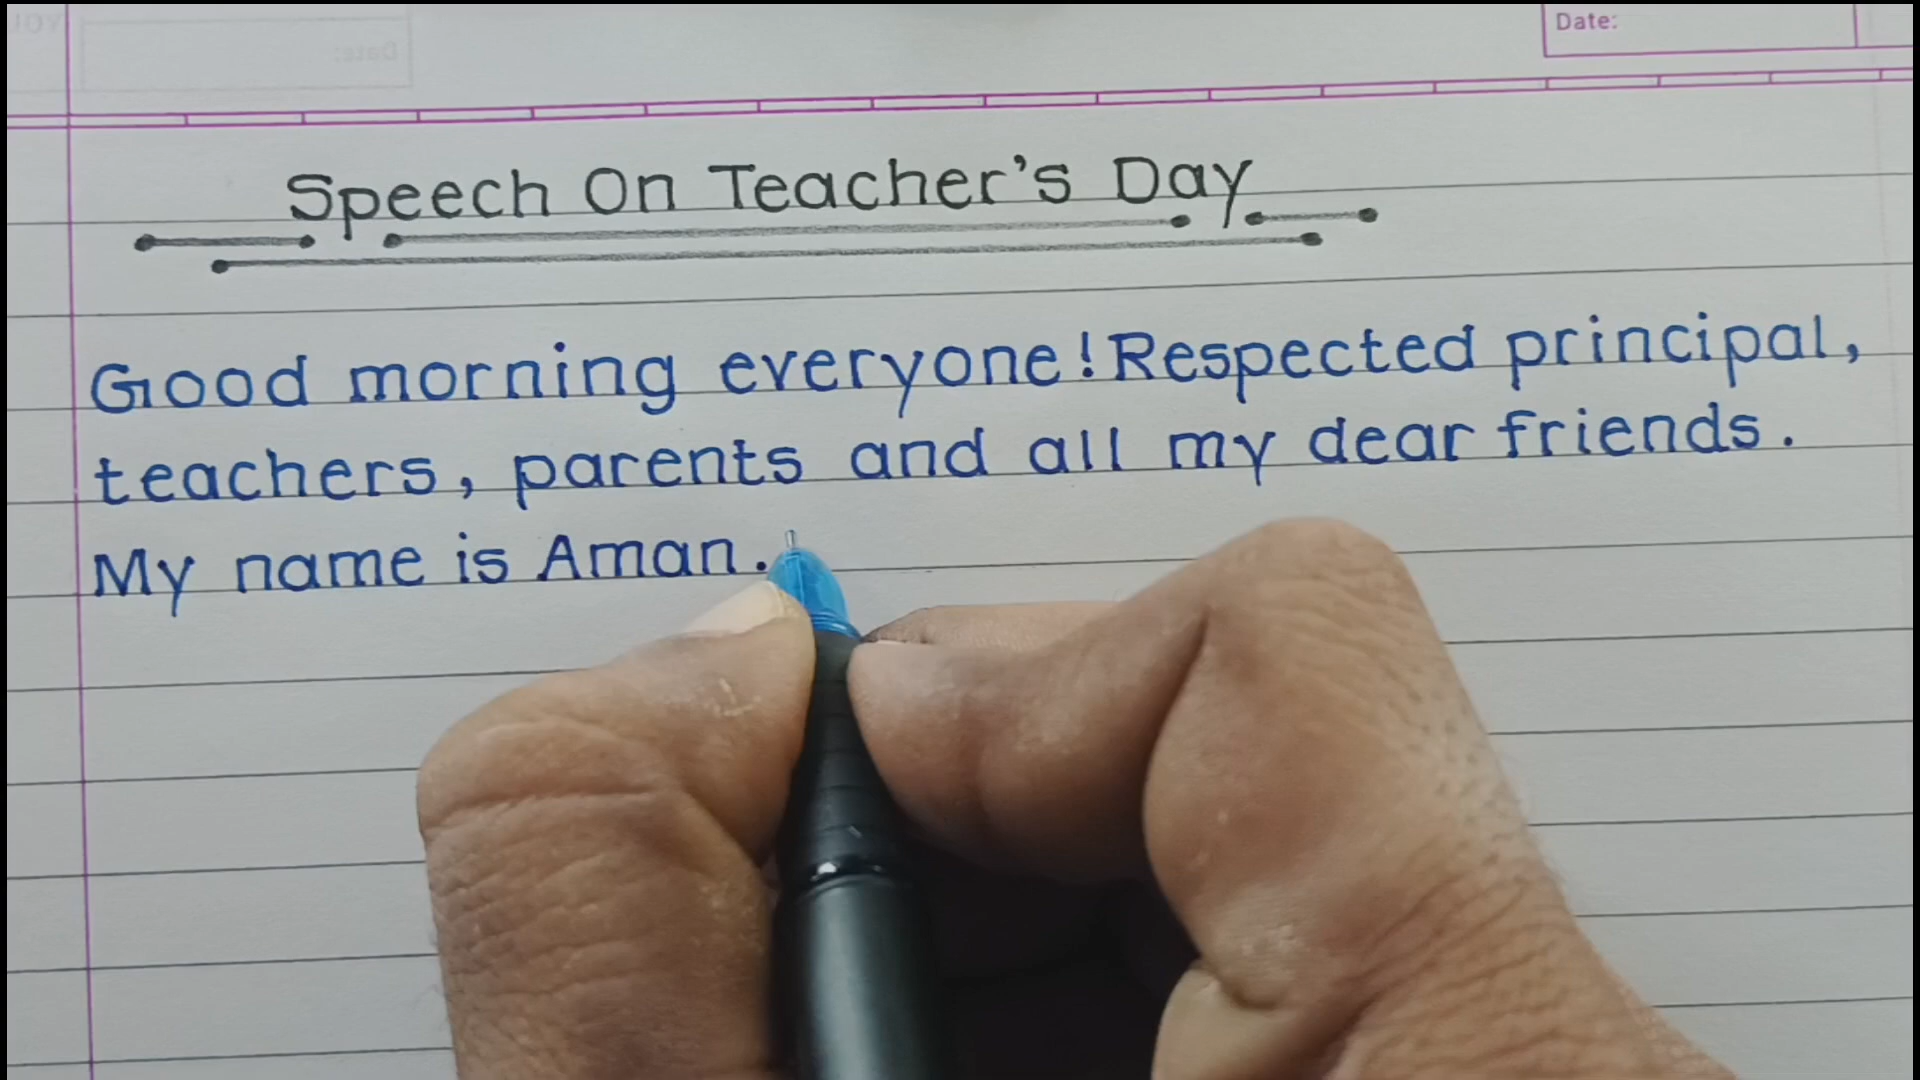 Date:
Speech On Teacher's Day
Good morning everyone! Respected principal,
teachers, parents and all my dear friends.
My name is Aman.